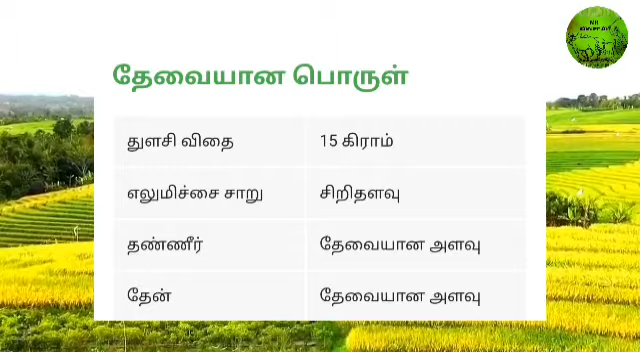 தேவையான பொருள்
துளசி விதை 15 கிராம்
எலுமிச்சை சாறு சிறிதளவு
தண்ணீர் தேவையான அளவு
தேன் தேவையான அளவு